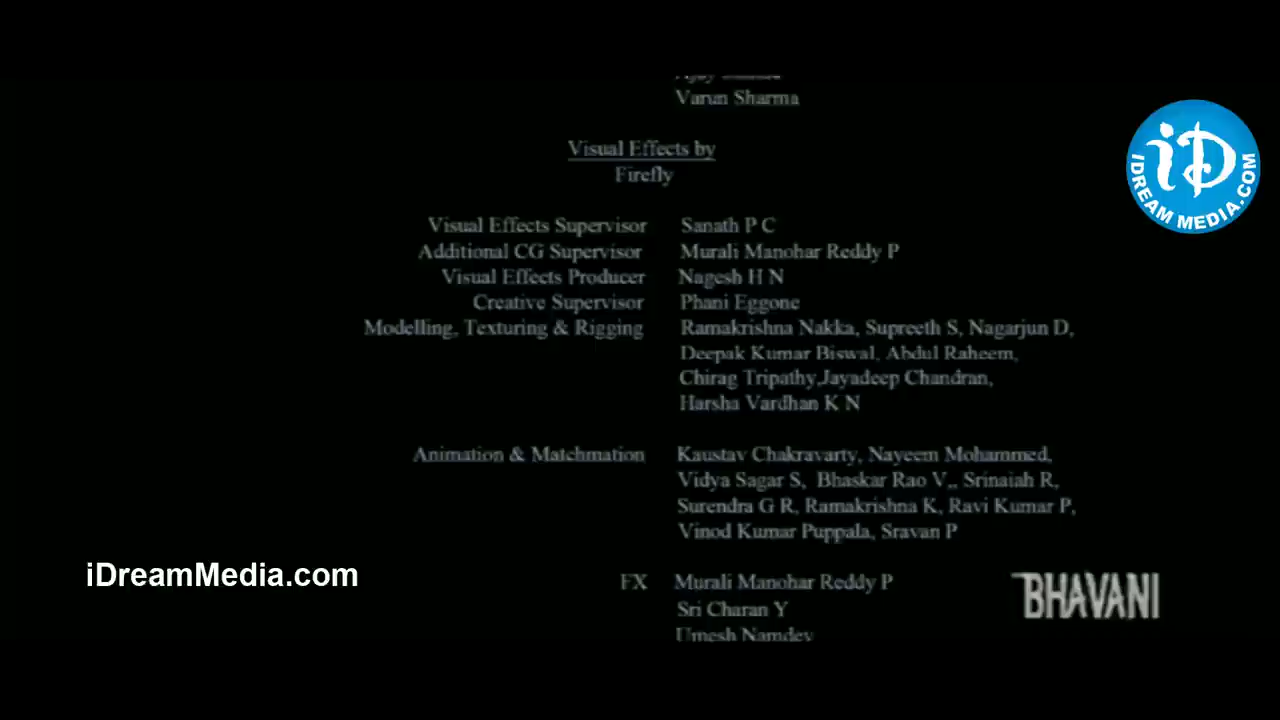 Varun Sharma
Visual Effects by
Firefly
Visual Effects Supervisor Sanath P C
Additional CG Supervisor Murali Manohar Reddy P
Visual Effects Producer Nagesh H N
Creative Supervisor Phani Eggone
Modelling, Texturing & Rigging Ramakrishna Nakka, Supreeth S, Nagarjun D,
Deepak Kumar Biswal, Abdul Raheem,
Chirag Tripathy,Jayadeep Chandran,
Harsha Vardhan K N
Animation & Matchmation Kaustav Chakravarty, Nayeem Mohammed,
Vidya Sagar S, Bhaskar Rao V,, Srinaiah R,
Surendra G R, Ramakrishna K, Ravi Kumar P,
Vinod Kumar Puppala, Sravan P
FX Murali Manohar Reddy P
Sri Charan Y
Umesh Namdev
iD
IDREAM MEDIA.COM
iDreamMedia.com
BHAVANI